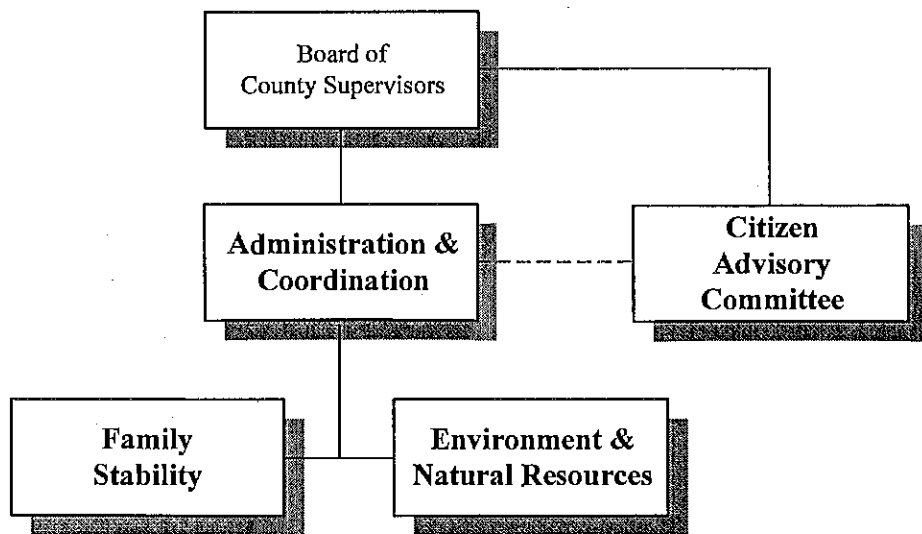 Board of
County Supervisors
Administration &
Coordination
Citizen
Advisory
Committee
Family
Stability
Environment &
Natural Resources